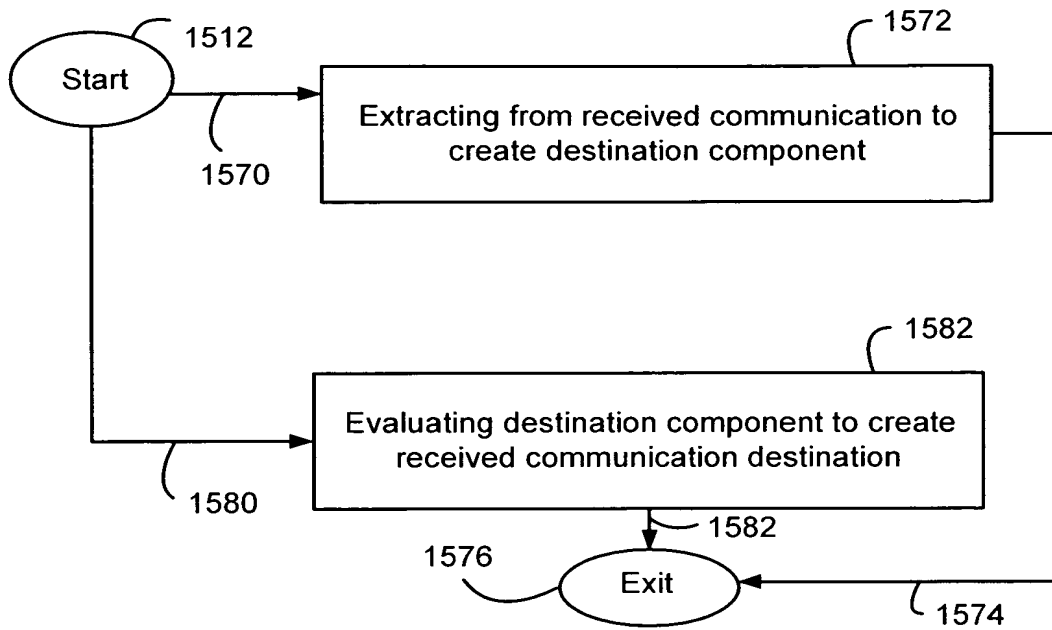 1512
1572
Start
Extracting from received communication to
create destination component
1570
1582
Evaluating destination component to create
received communication destination
1580
1582
1576
Exit
1574